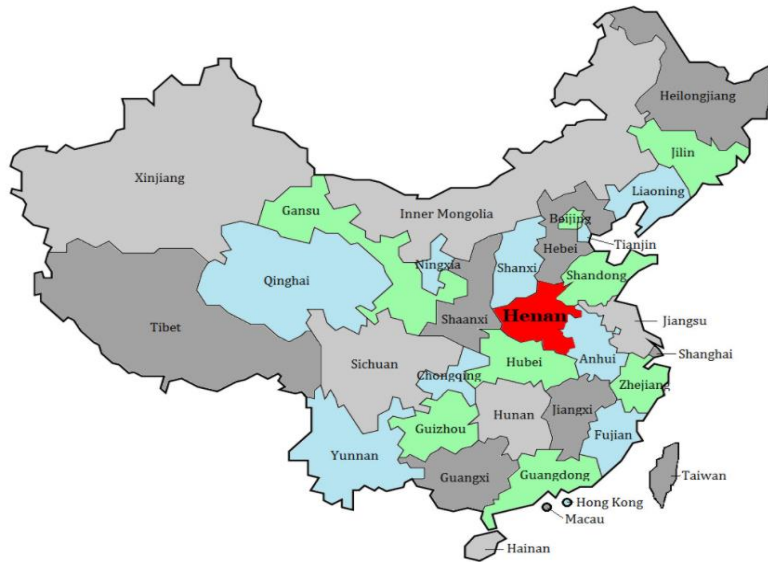 Heilongjiang
Jilin
Xinjiang
Liaoning
Gansu
Inner Mongolia
Beijing
Hebei
Tianjin
Ningxia
Shanxi
Qinghai
Shandong
Shaanxi
Henan
Jiangsu
Tibet
Sichuan
Hubei
Anhui
Shanghai
Chongqing
Zhejiang
Hunan
Jiangxi
Guizhou
Fujian
Yunnan
Guangxi
Guangdong
Taiwan
Hong Kong
Macau
Hainan